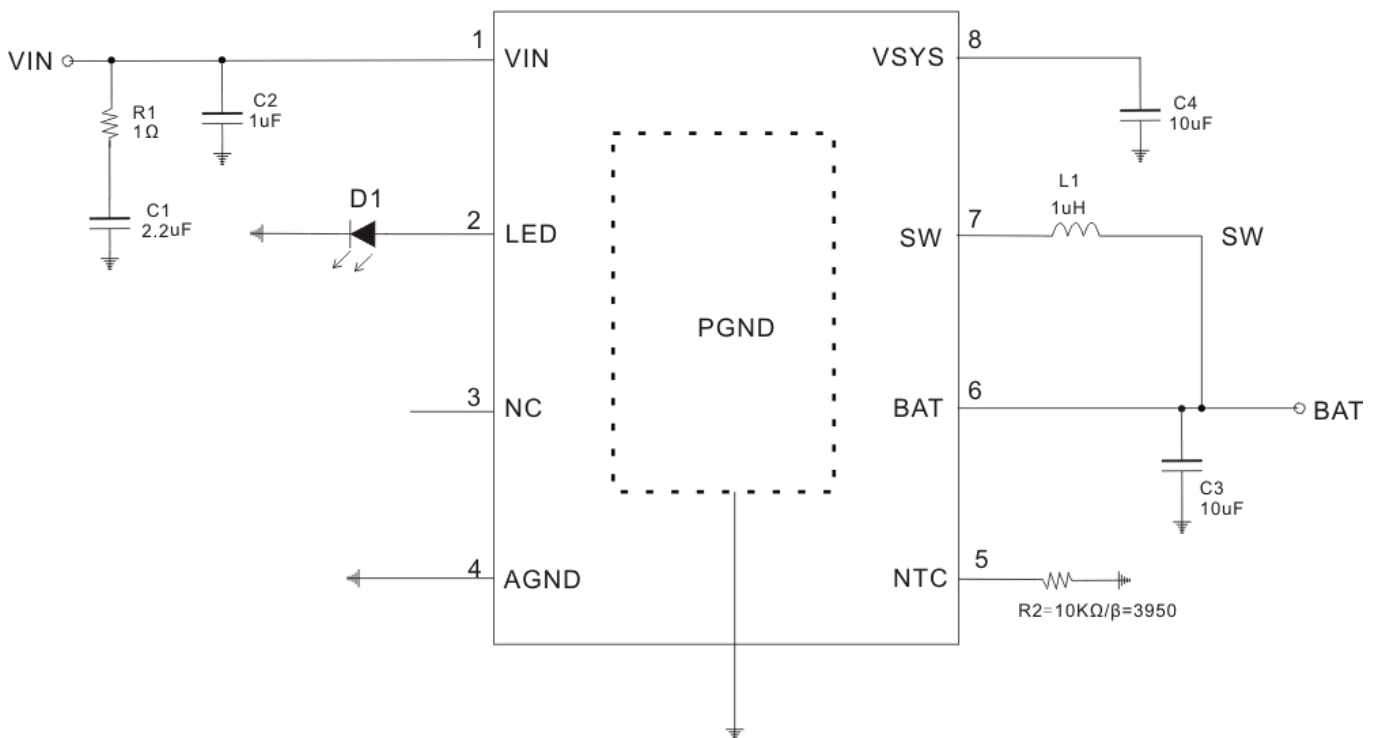 VIN
1
VIN
R1
1Ω
C2
1uF
C1
2.2uF
D1
2
LED
3
NC
4
AGND
PGND
8
VSYS
C4
10uF
L1
1uH
7
SW
SW
6
BAT
BAT
C3
10uF
5
NTC
R2=10KΩ/β=3950